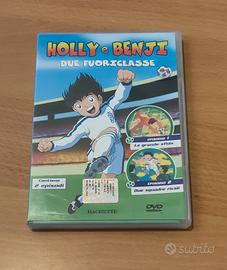 HOLLY e BENJI
DUE FUORICLASSE
EPISODIO 1
La grande sfida
EPISODIO 2
Due squadre rivali
Contiene
2 episodi
HACHETTE
DVD
VIDEO
subito